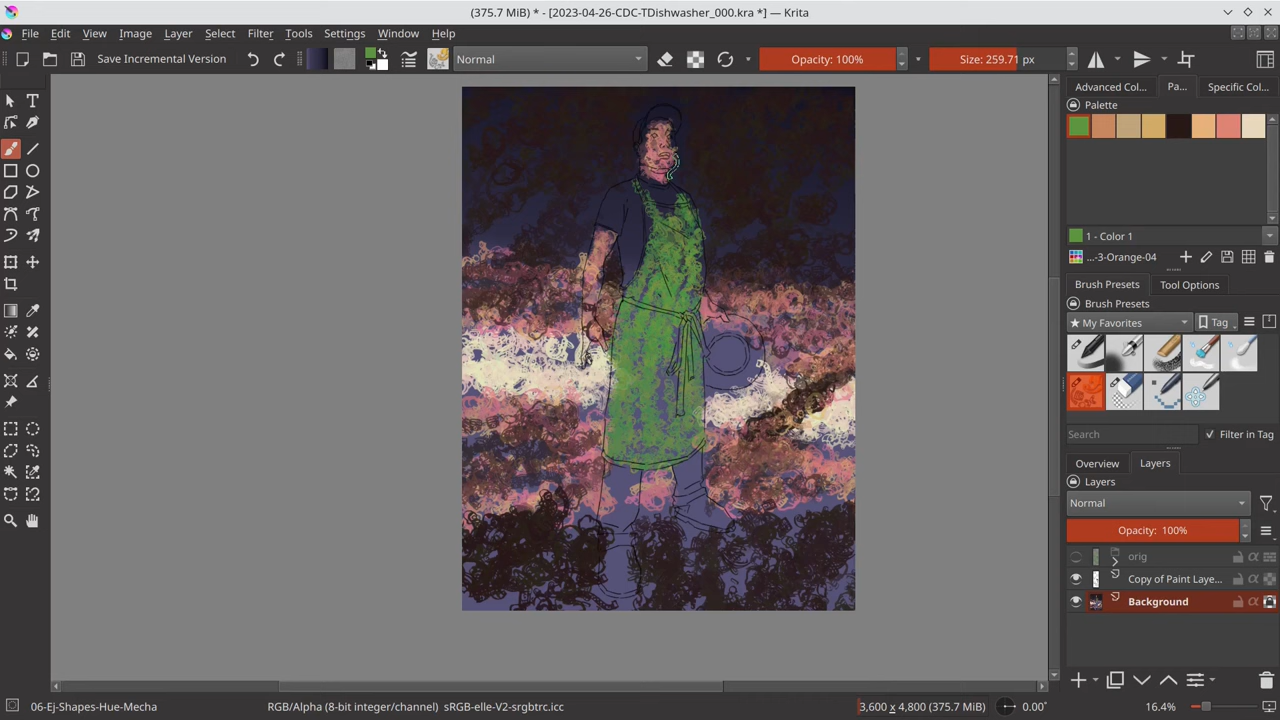 (375.7 MiB) * - [2023-04-26-CDC-TDishwasher_000.kra *] — Krita
File Edit View Image Layer Select Filter Tools Settings Window Help
Save Incremental Version
Normal
Opacity: 100%
Size: 259.71 px
Advanced Col...
Pa...
Specific Col...
Palette
1 - Color 1
...-3-Orange-04
Brush Presets
Tool Options
Brush Presets
★ My Favorites
Tag
Search
Filter in Tag
Overview
Layers
Layers
Normal
Opacity: 100%
orig
Copy of Paint Laye...
Background
06-Ej-Shapes-Hue-Mecha
RGB/Alpha (8-bit integer/channel) sRGB-elle-V2-srgbtrc.icc
3,600 x 4,800 (375.7 MiB)
0.00°
16.4%